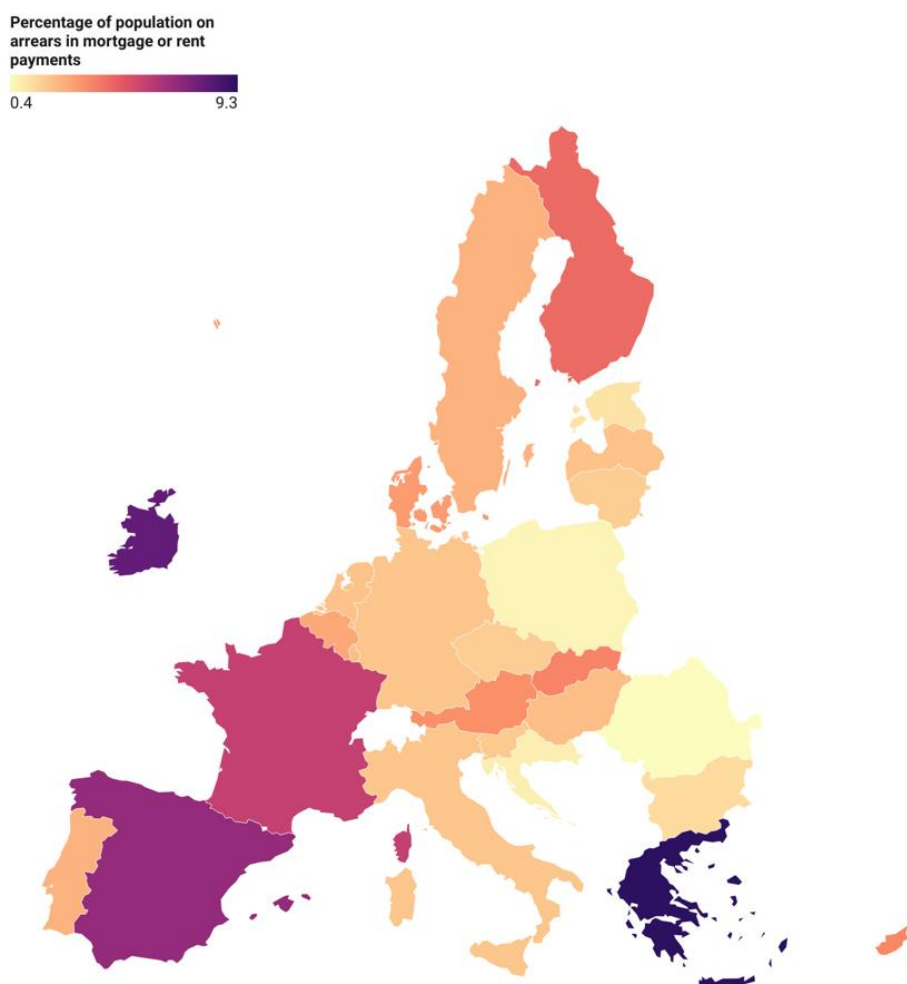 Percentage of population on
arrears in mortgage or rent
payments
0.4 9.3